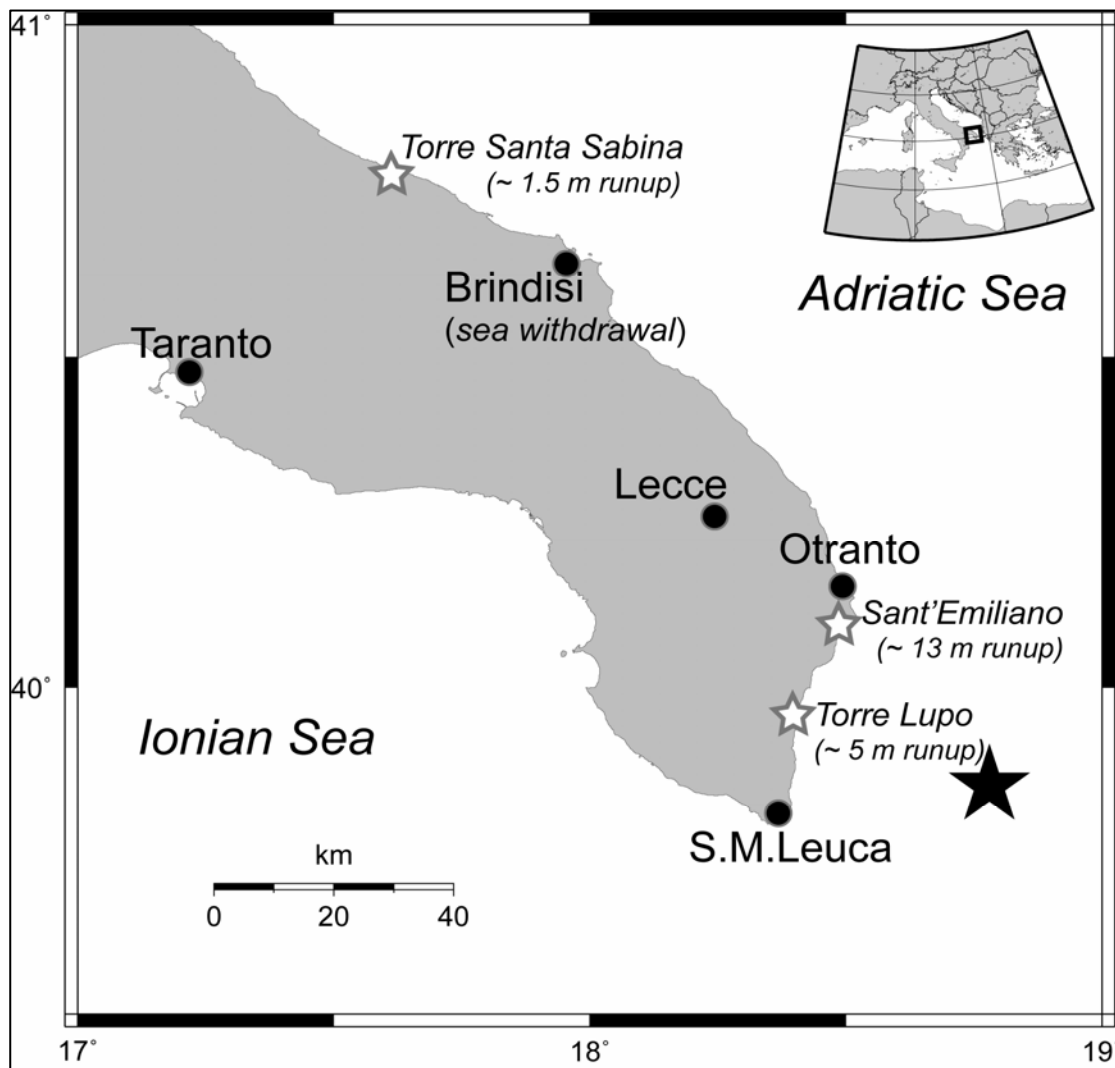 41°
Torre Santa Sabina
(~ 1.5 m runup)
Brindisi
(sea withdrawal)
Adriatic Sea
Taranto
Lecce
Otranto
Sant'Emiliano
(~ 13 m runup)
40°
Ionian Sea
Torre Lupo
(~ 5 m runup)
S.M.Leuca
km
0 20 40
17° 18° 19